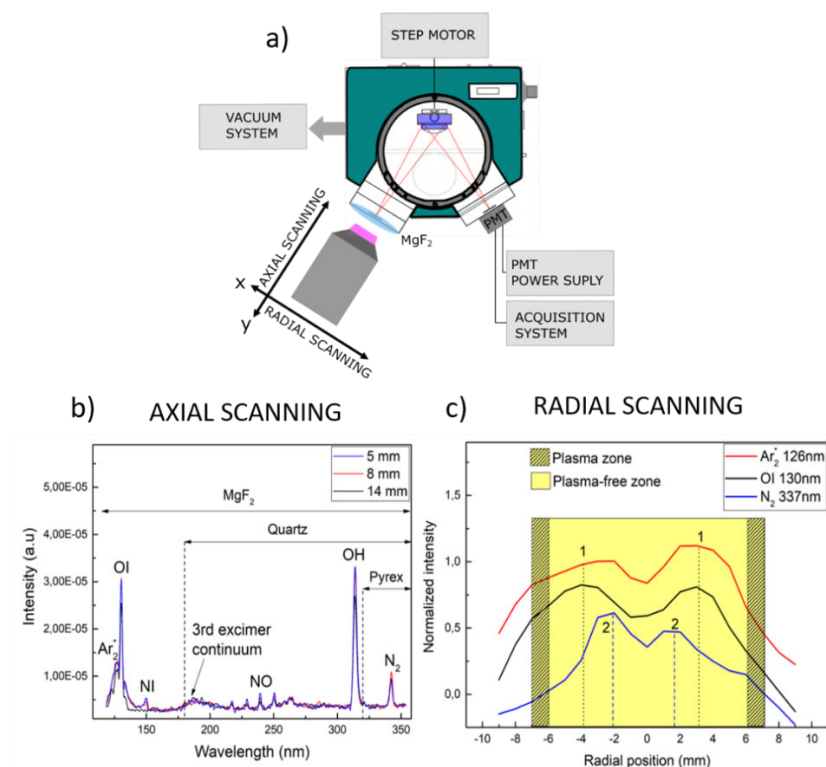 a)
STEP MOTOR
VACUUM
SYSTEM
MgF2
PMT
PMT
POWER SUPLY
ACQUISITION
SYSTEM
AXIAL SCANNING
x
y
RADIAL SCANNING
b) AXIAL SCANNING
5 mm
8 mm
14 mm
5,00E-05
4,00E-05
3,00E-05
2,00E-05
1,00E-05
Intensity (a.u)
MgF2
Quartz
Pyrex
OI
OH
Ar2*
NI
3rd excimer
continuum
NO
N2
150 200 250 300 350
Wavelength (nm)
c) RADIAL SCANNING
Plasma zone
Plasma-free zone
Ar2* 126nm
OI 130nm
N2 337nm
1,5
1,0
0,5
0,0
Normalized intensity
1 1
2 2
-10 -8 -6 -4 -2 0 2 4 6 8 10
Radial position (mm)